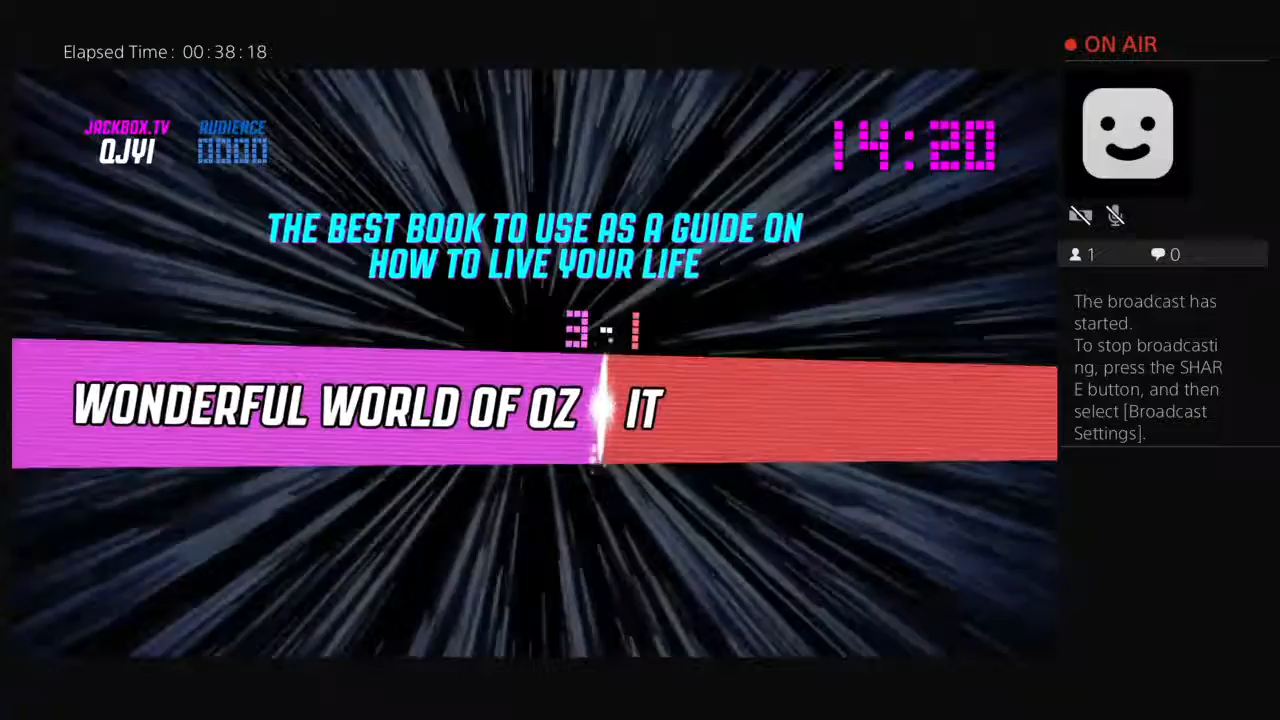 Elapsed Time: 00:38:18
ON AIR
JACKBOX.TV
QJYI
AUDIENCE
14:20
1
0
THE BEST BOOK TO USE AS A GUIDE ON
HOW TO LIVE YOUR LIFE
3-1
WONDERFUL WORLD OF OZ
IT
The broadcast has
started.
To stop broadcasti
ng, press the SHAR
E button, and then
select [Broadcast
Settings].